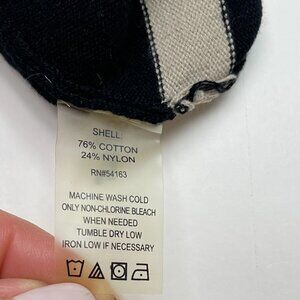 SHELL:
76% COTTON
24% NYLON
RN#54163
MACHINE WASH COLD
ONLY NON-CHLORINE BLEACH
WHEN NEEDED
TUMBLE DRY LOW
IRON LOW IF NECESSARY